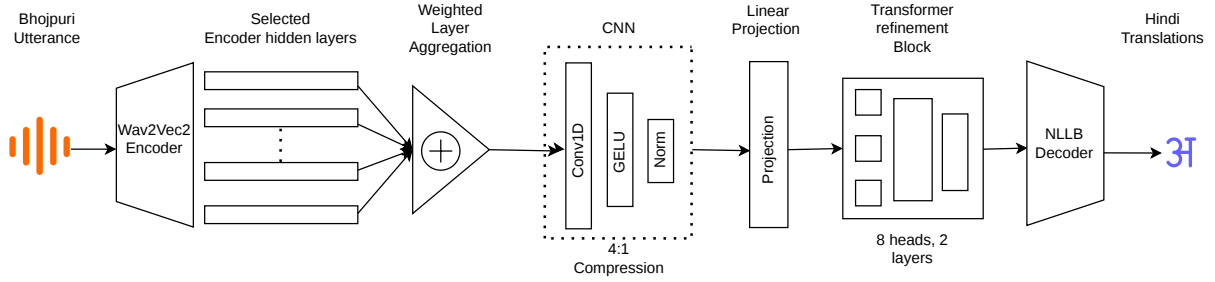 Bhojpuri
Utterance
Selected
Encoder hidden layers
Weighted
Layer
Aggregation
CNN
Linear
Projection
Transformer
refinement
Block
Hindi
Translations
Wav2Vec2
Encoder
Conv1D
GELU
Norm
Projection
NLLB
Decoder
अ
4:1
Compression
8 heads, 2
layers